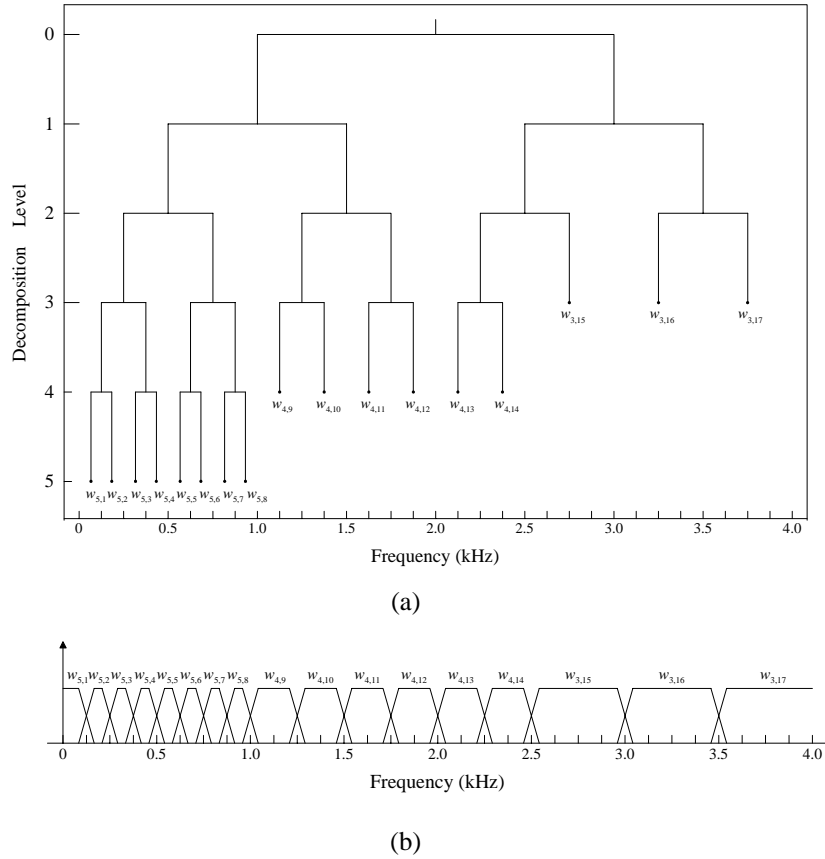 0
1
2
3
4
5
Decomposition Level
w3,15 w3,16 w3,17
w4,9 w4,10 w4,11 w4,12 w4,13 w4,14
w5,1 w5,2 w5,3 w5,4 w5,5 w5,6 w5,7 w5,8
0 0.5 1.0 1.5 2.0 2.5 3.0 3.5 4.0
Frequency (kHz)
(a)
w5,1 w5,2 w5,3 w5,4 w5,5 w5,6 w5,7 w5,8 w4,9 w4,10 w4,11 w4,12 w4,13 w4,14 w3,15 w3,16 w3,17
0 0.5 1.0 1.5 2.0 2.5 3.0 3.5 4.0
Frequency (kHz)
(b)